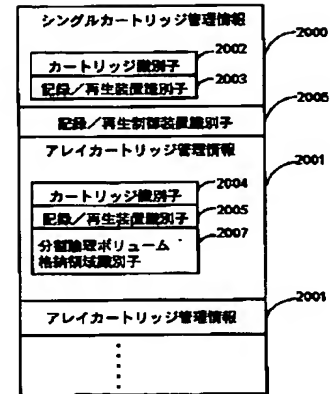 シングルカートリッジ管理情報
2000
2002
カートリッジ識別子
2003
記録／再生装置識別子
2005
記録／再生制御装置識別子
アレイカートリッジ管理情報
2001
2004
カートリッジ識別子
2005
記録／再生装置識別子
2007
分割論理ボリューム
格納領域識別子
2001
アレイカートリッジ管理情報